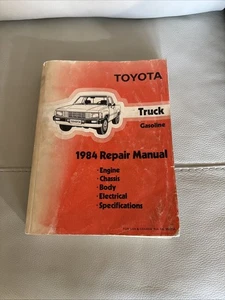 TOYOTA
Truck
Gasoline
1984 Repair Manual
·Engine
·Chassis
·Body
·Electrical
·Specifications